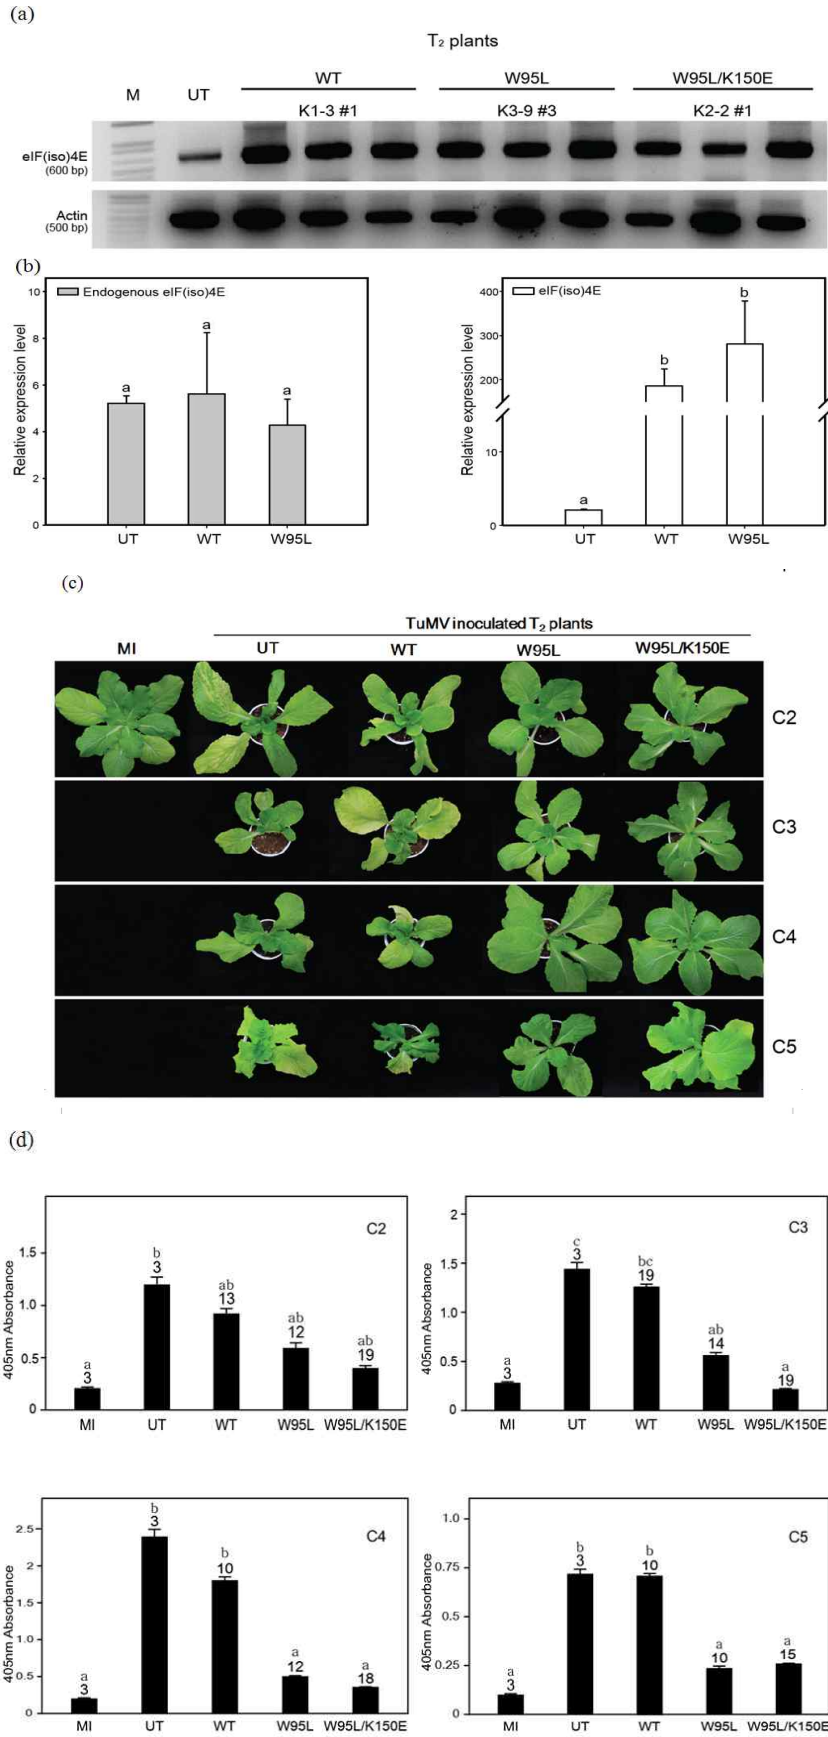 (a)
T2 plants
WT W95L W95L/K150E
M UT
K1-3 #1 K3-9 #3 K2-2 #1
eIF(iso)4E
(600 bp)
Actin
(500 bp)
(b)
10
8
6
4
2
0
Relative expression level
Endogenous eIF(iso)4E
a a a
UT WT W95L
400
300
200
10
0
Relative expression level
eIF(iso)4E
a b b
UT WT W95L
(c)
TuMV inoculated T2 plants
MI UT WT W95L W95L/K150E
C2
C3
C4
C5
(d)
C2
405nm Absorbance
1.5
1.0
0.5
0
a b ab ab ab
3 3 13 12 19
MI UT WT W95L W95L/K150E
C3
405nm Absorbance
2
1.5
1.0
0.5
0
a c bc ab a
3 3 19 14 19
MI UT WT W95L W95L/K150E
C4
405nm Absorbance
2.5
2
1.5
1.0
0.5
0
a b b a a
3 3 10 12 18
MI UT WT W95L W95L/K150E
C5
405nm Absorbance
1.0
0.75
0.5
0.25
0
a b b a a
3 3 10 10 15
MI UT WT W95L W95L/K150E